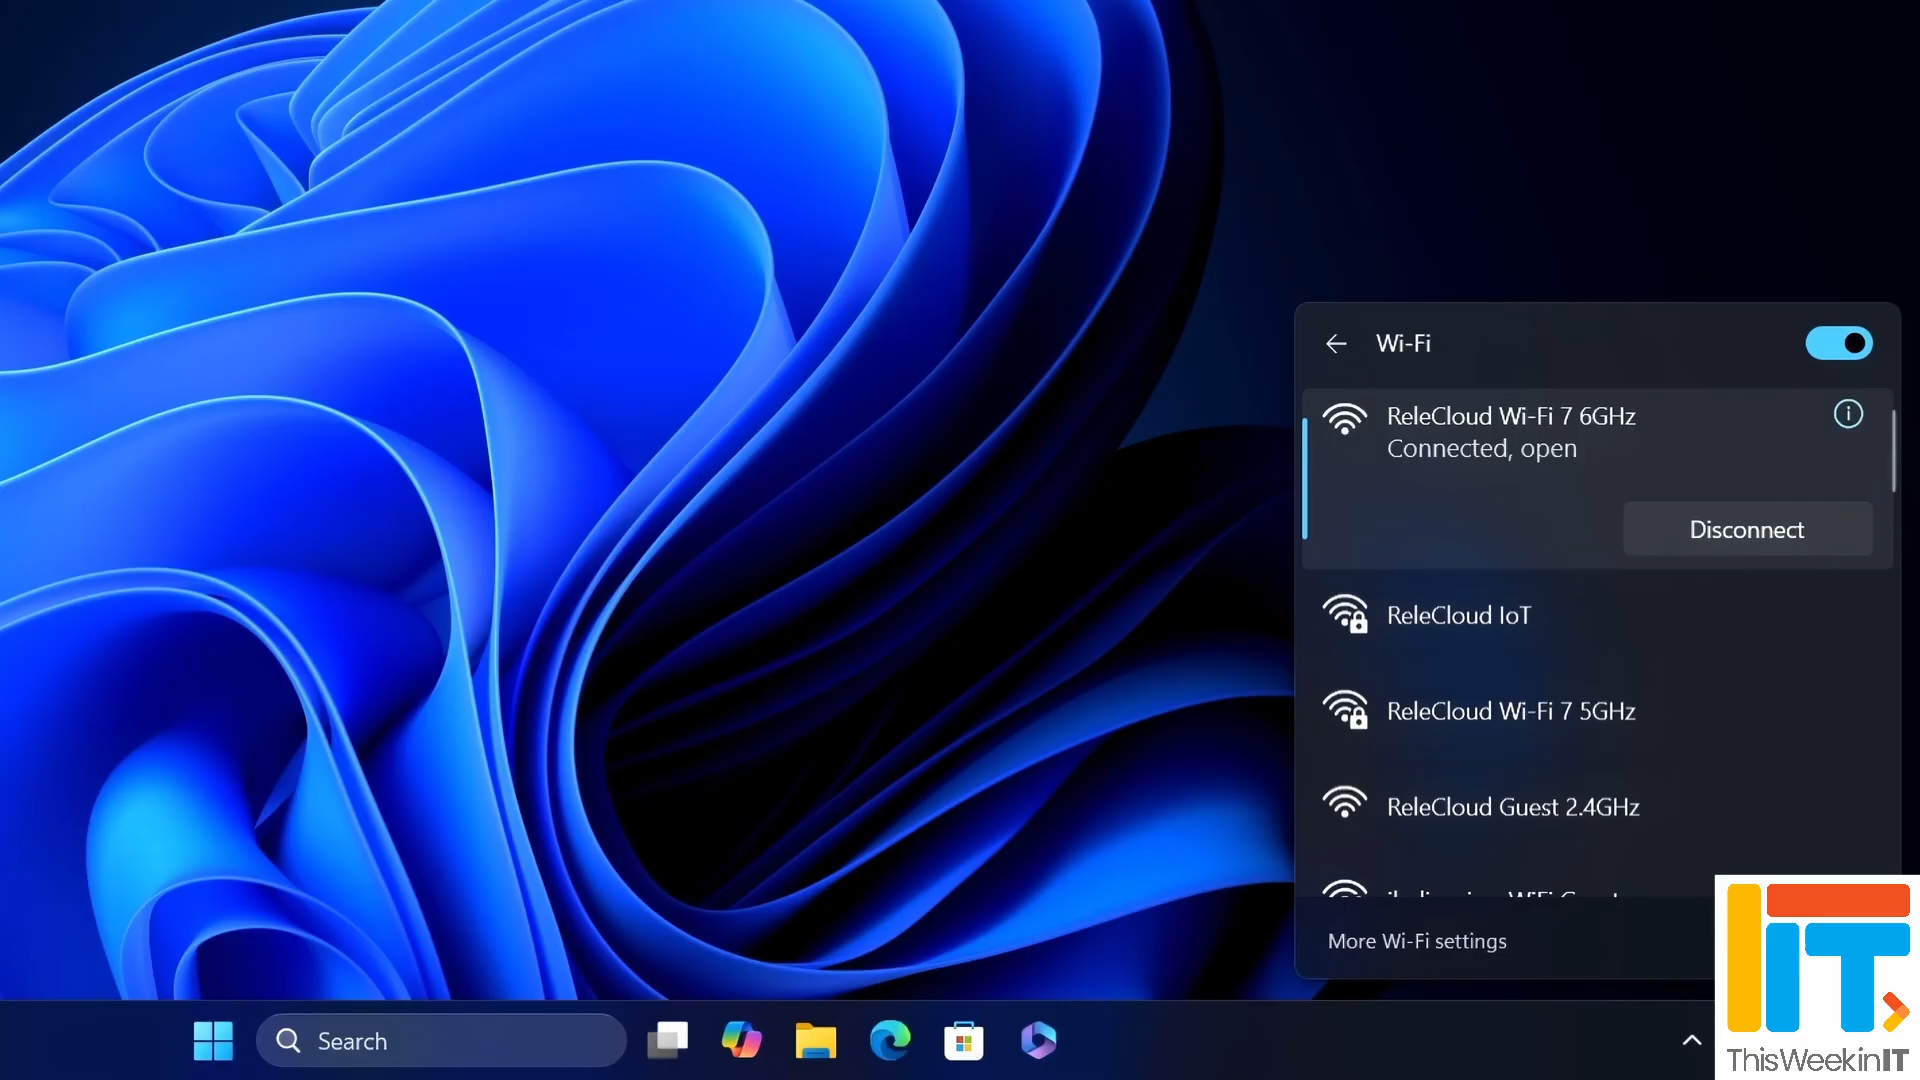 Wi-Fi
ReleCloud Wi-Fi 7 6GHz
Connected, open
Disconnect
ReleCloud IoT
ReleCloud Wi-Fi 7 5GHz
ReleCloud Guest 2.4GHz
More Wi-Fi settings
Search
IT
ThisWeekinIT